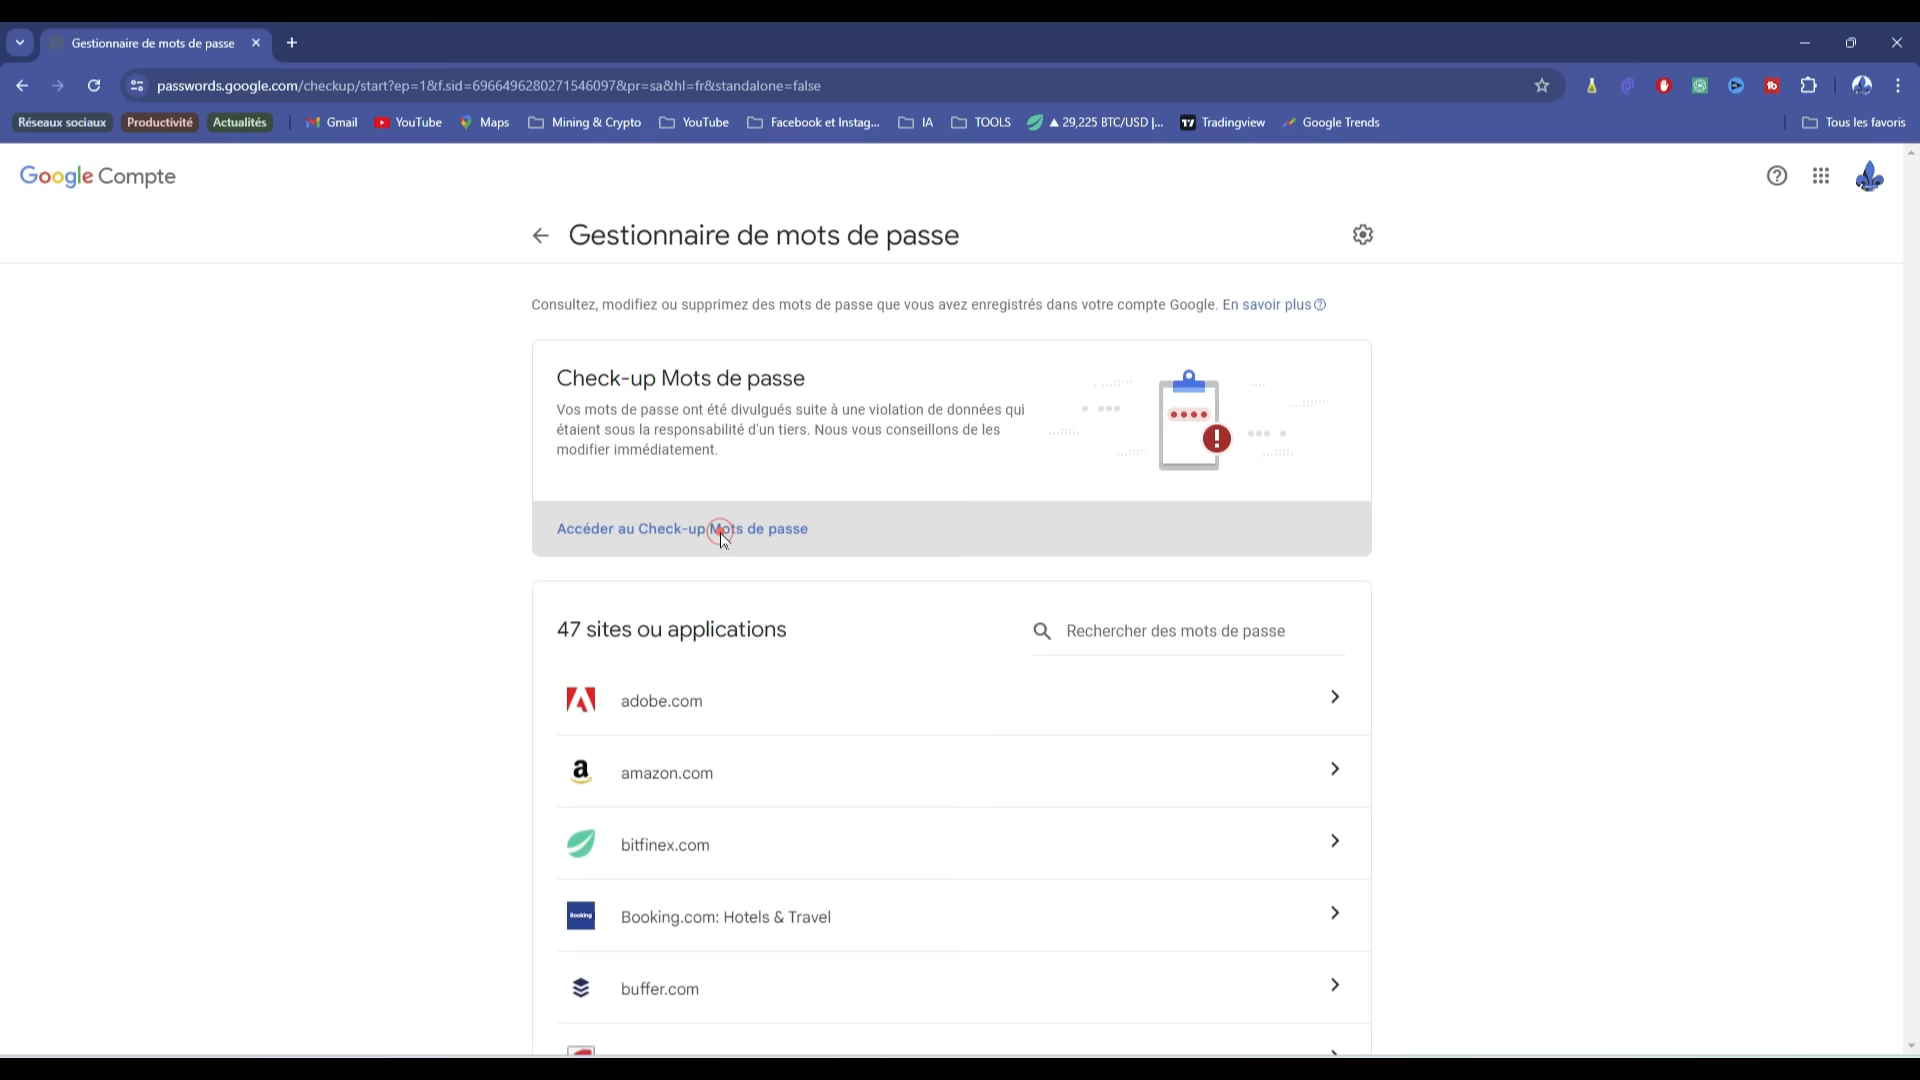 Gestionnaire de mots de passe
passwords.google.com/checkup/start?ep=1&f.sid=6966496280271546097&pr=sa&hl=fr&standalone=false
Réseaux sociaux Productivité Actualités Gmail YouTube Maps Mining & Crypto YouTube Facebook et Instag... IA TOOLS ▲ 29,225 BTC/USD |... Tradingview Google Trends Tous les favoris
Google Compte
Gestionnaire de mots de passe
Consultez, modifiez ou supprimez des mots de passe que vous avez enregistrés dans votre compte Google. En savoir plus
Check-up Mots de passe
Vos mots de passe ont été divulgués suite à une violation de données qui
étaient sous la responsabilité d'un tiers. Nous vous conseillons de les
modifier immédiatement.
Accéder au Check-up Mots de passe
47 sites ou applications
Rechercher des mots de passe
adobe.com
amazon.com
bitfinex.com
Booking
Booking.com: Hotels & Travel
buffer.com